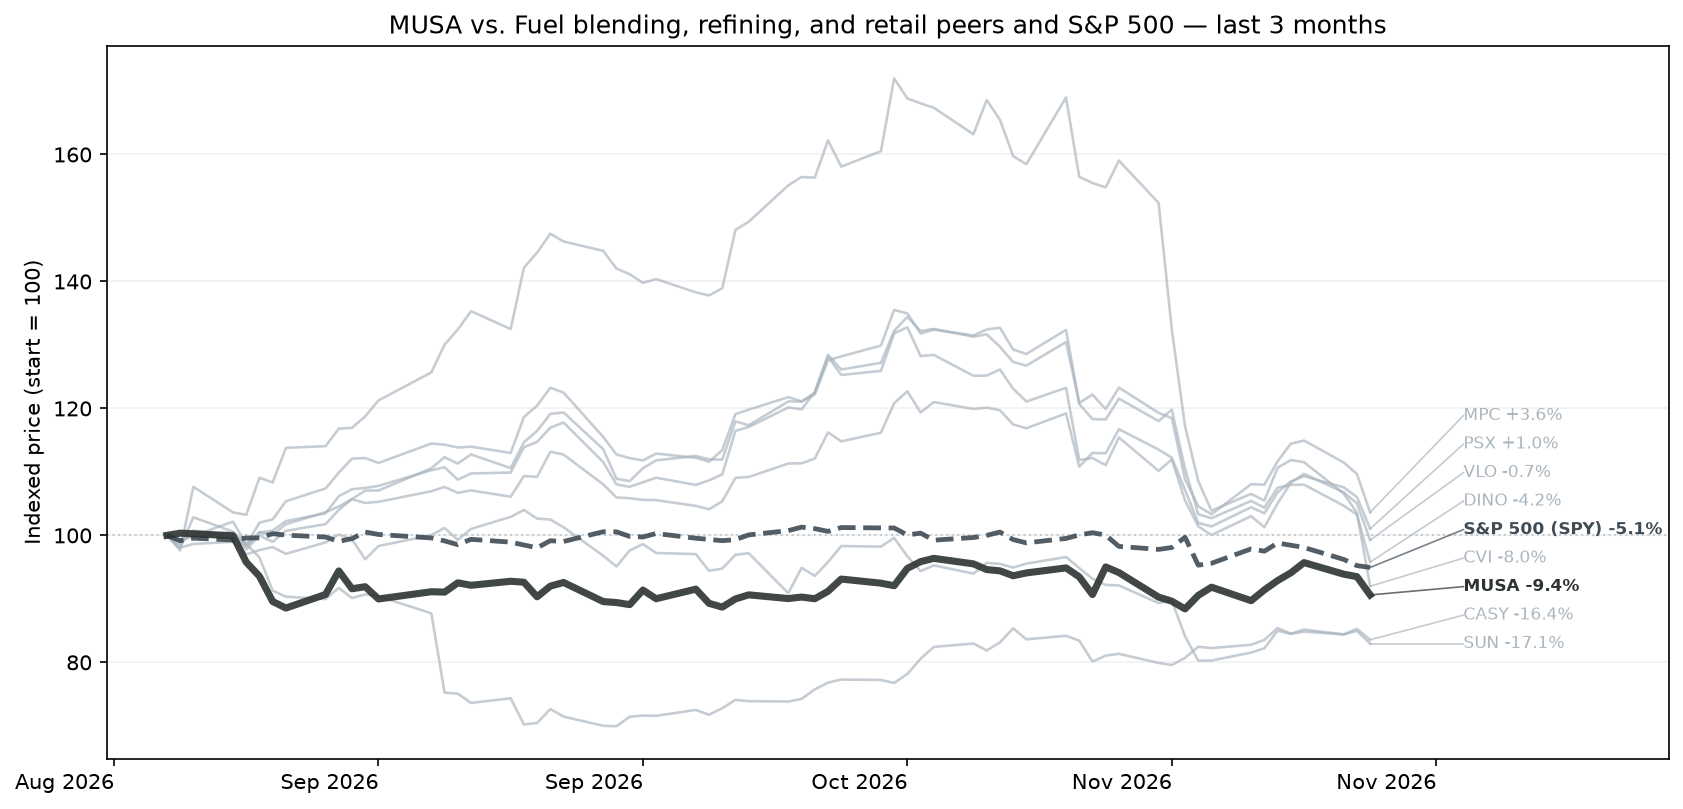 MUSA vs. Fuel blending, refining, and retail peers and S&P 500 — last 3 months
Indexed price (start = 100)
160
140
120
100
80
MPC +3.6%
PSX +1.0%
VLO -0.7%
DINO -4.2%
S&P 500 (SPY) -5.1%
CVI -8.0%
MUSA -9.4%
CASY -16.4%
SUN -17.1%
Aug 2026
Sep 2026
Sep 2026
Oct 2026
Nov 2026
Nov 2026